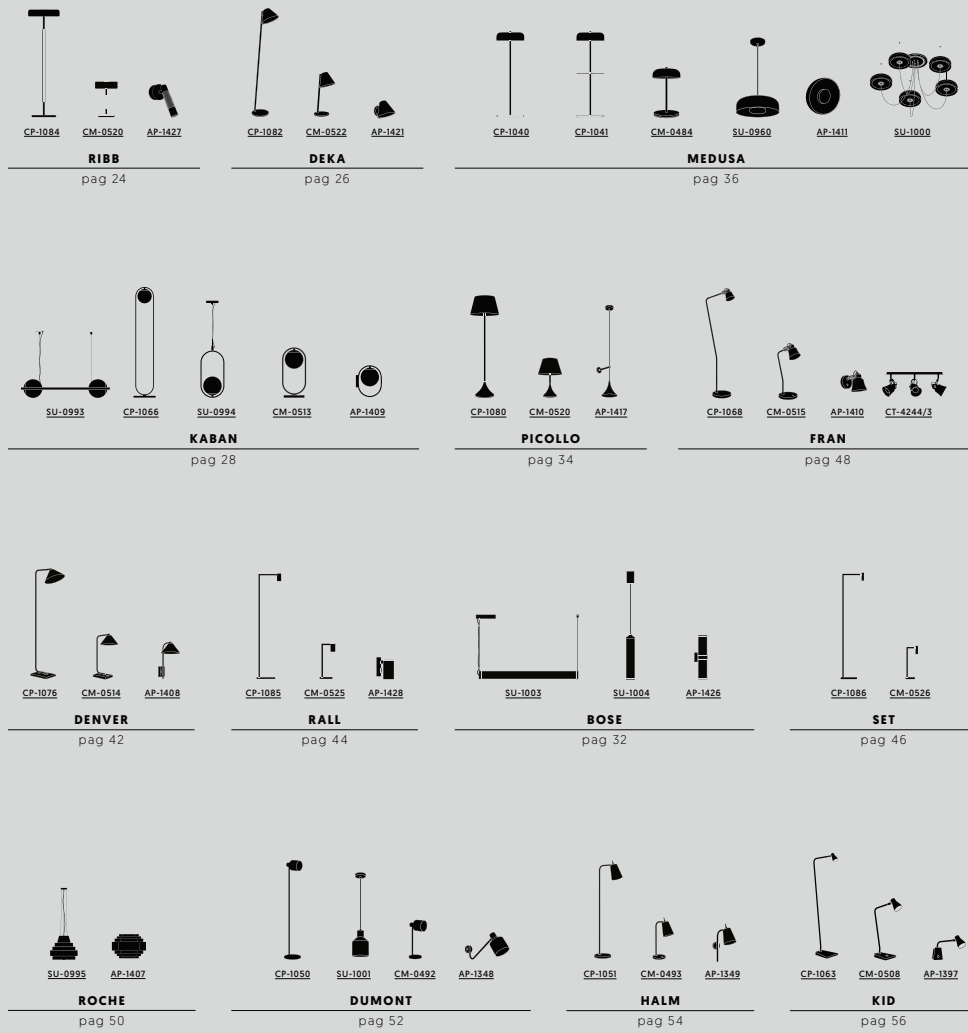 CP-1084 CM-0520 AP-1427 CP-1082 CM-0522 AP-1421 CP-1040 CP-1041 CM-0484 SU-0960 AP-1411 SU-1000
RIBB DEKA MEDUSA
pag 24 pag 26 pag 36
SU-0993 CP-1066 SU-0994 CM-0513 AP-1409 CP-1080 CM-0520 AP-1417 CP-1068 CM-0515 AP-1410 CT-4244/3
KABAN PICOLLO FRAN
pag 28 pag 34 pag 48
CP-1076 CM-0514 AP-1408 CP-1085 CM-0525 AP-1428 SU-1003 SU-1004 AP-1426 CP-1086 CM-0526
DENVER RALL BOSE SET
pag 42 pag 44 pag 32 pag 46
SU-0995 AP-1407 CP-1050 SU-1001 CM-0492 AP-1348 CP-1051 CM-0493 AP-1349 CP-1063 CM-0508 AP-1397
ROCHE DUMONT HALM KID
pag 50 pag 52 pag 54 pag 56